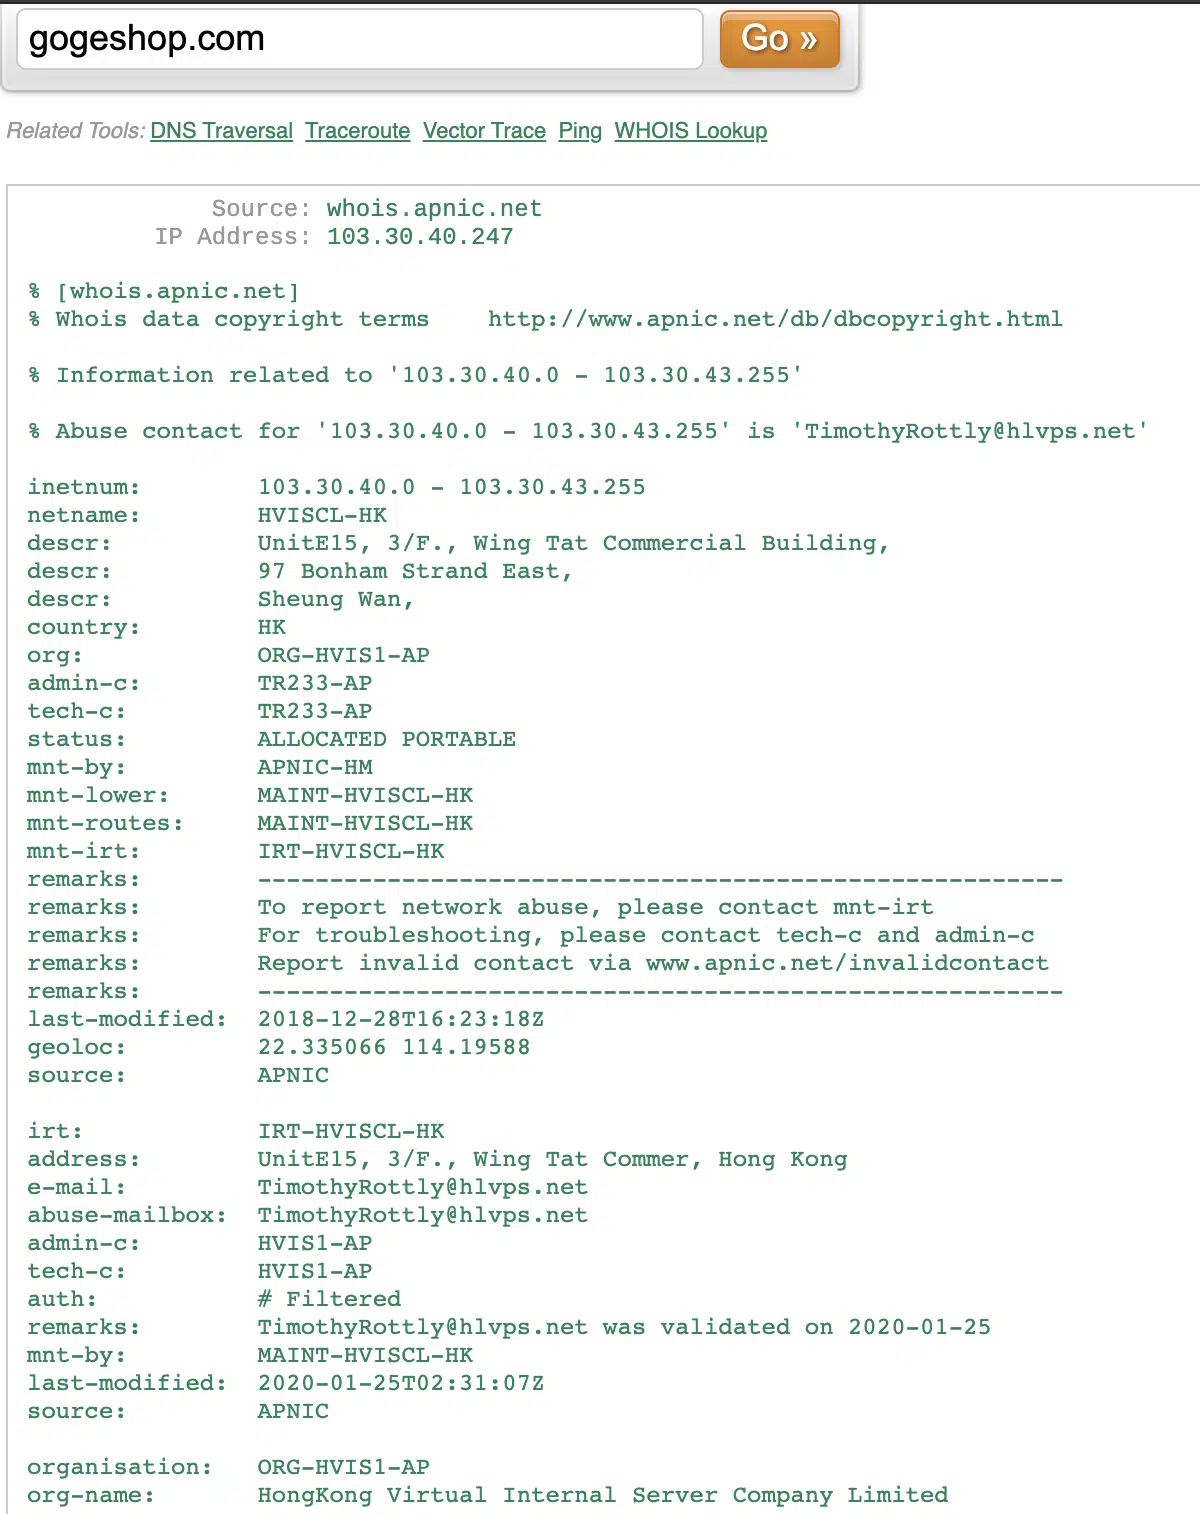 gogeshop.com
Go »
Related Tools: DNS Traversal Traceroute Vector Trace Ping WHOIS Lookup
Source: whois.apnic.net
IP Address: 103.30.40.247
% [whois.apnic.net]
% Whois data copyright terms    http://www.apnic.net/db/dbcopyright.html
% Information related to '103.30.40.0 - 103.30.43.255'
% Abuse contact for '103.30.40.0 - 103.30.43.255' is 'TimothyRottly@hlvps.net'
inetnum:        103.30.40.0 - 103.30.43.255
netname:        HVISCL-HK
descr:          UnitE15, 3/F., Wing Tat Commercial Building,
descr:          97 Bonham Strand East,
descr:          Sheung Wan,
country:        HK
org:            ORG-HVIS1-AP
admin-c:        TR233-AP
tech-c:         TR233-AP
status:         ALLOCATED PORTABLE
mnt-by:         APNIC-HM
mnt-lower:      MAINT-HVISCL-HK
mnt-routes:     MAINT-HVISCL-HK
mnt-irt:        IRT-HVISCL-HK
remarks:        --------------------------------------------------------
remarks:        To report network abuse, please contact mnt-irt
remarks:        For troubleshooting, please contact tech-c and admin-c
remarks:        Report invalid contact via www.apnic.net/invalidcontact
remarks:        --------------------------------------------------------
last-modified:  2018-12-28T16:23:18Z
geoloc:         22.335066 114.19588
source:         APNIC
irt:            IRT-HVISCL-HK
address:        UnitE15, 3/F., Wing Tat Commer, Hong Kong
e-mail:         TimothyRottly@hlvps.net
abuse-mailbox:  TimothyRottly@hlvps.net
admin-c:        HVIS1-AP
tech-c:         HVIS1-AP
auth:           # Filtered
remarks:        TimothyRottly@hlvps.net was validated on 2020-01-25
mnt-by:         MAINT-HVISCL-HK
last-modified:  2020-01-25T02:31:07Z
source:         APNIC
organisation:   ORG-HVIS1-AP
org-name:       HongKong Virtual Internal Server Company Limited